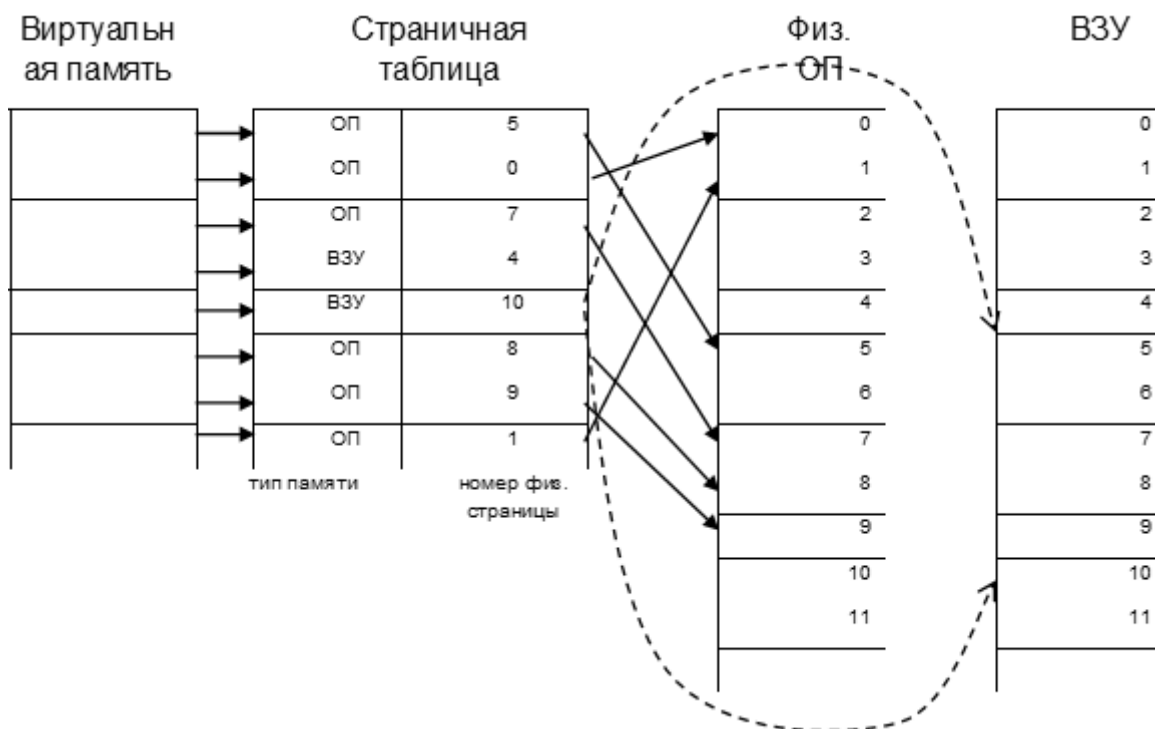 Виртуальн
ая память
Страничная
таблица
Физ.
ОП
ВЗУ
ОП 5
ОП 0
ОП 7
ВЗУ 4
ВЗУ 10
ОП 8
ОП 9
ОП 1
тип памяти
номер физ.
страницы
0
1
2
3
4
5
6
7
8
9
10
11
0
1
2
3
4
5
6
7
8
9
10
11